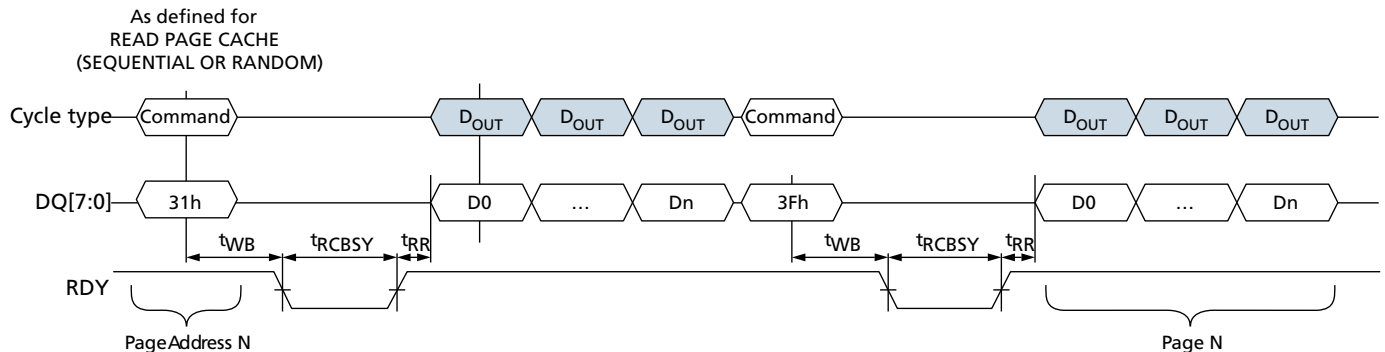 As defined for
READ PAGE CACHE
(SEQUENTIAL OR RANDOM)
Cycle type Command DOUT DOUT DOUT Command DOUT DOUT DOUT
DQ[7:0] 31h D0 ... Dn 3Fh D0 ... Dn
tWB tRCBSY tRR tWB tRCBSY tRR
RDY
Page Address N Page N